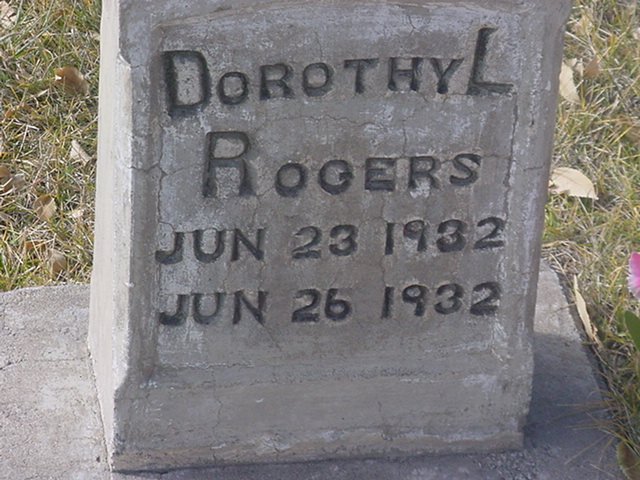 DOROTHY L
ROGERS
JUN 23 1932
JUN 26 1932